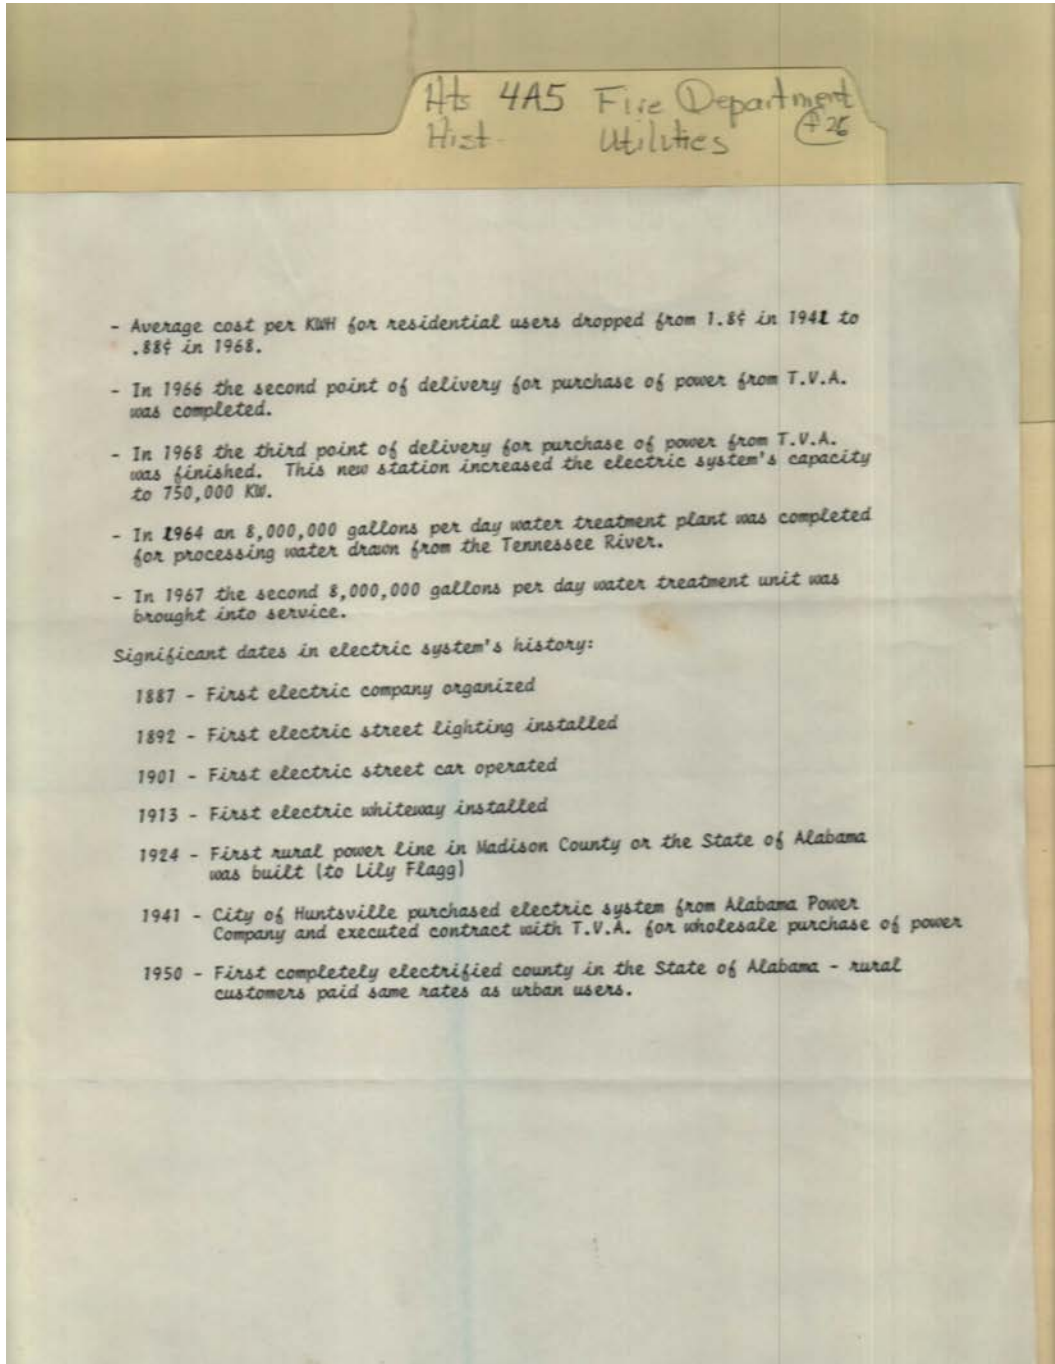 Hts 4A5 Fire Department
Hist- Utilities
- Average cost per KWH for residential users dropped from 1.8¢ in 1941 to
.88¢ in 1968.
- In 1966 the second point of delivery for purchase of power from T.V.A.
was completed.
- In 1968 the third point of delivery for purchase of power from T.V.A.
was finished. This new station increased the electric system's capacity
to 750,000 KW.
- In 1964 an 8,000,000 gallons per day water treatment plant was completed
for processing water drawn from the Tennessee River.
- In 1967 the second 8,000,000 gallons per day water treatment unit was
brought into service.
Significant dates in electric system's history:
1887 - First electric company organized
1892 - First electric street lighting installed
1901 - First electric street car operated
1913 - First electric whiteway installed
1924 - First rural power line in Madison County or the State of Alabama
was built (to Lily Flagg)
1941 - City of Huntsville purchased electric system from Alabama Power
Company and executed contract with T.V.A. for wholesale purchase of power
1950 - First completely electrified county in the State of Alabama - rural
customers paid same rates as urban users.